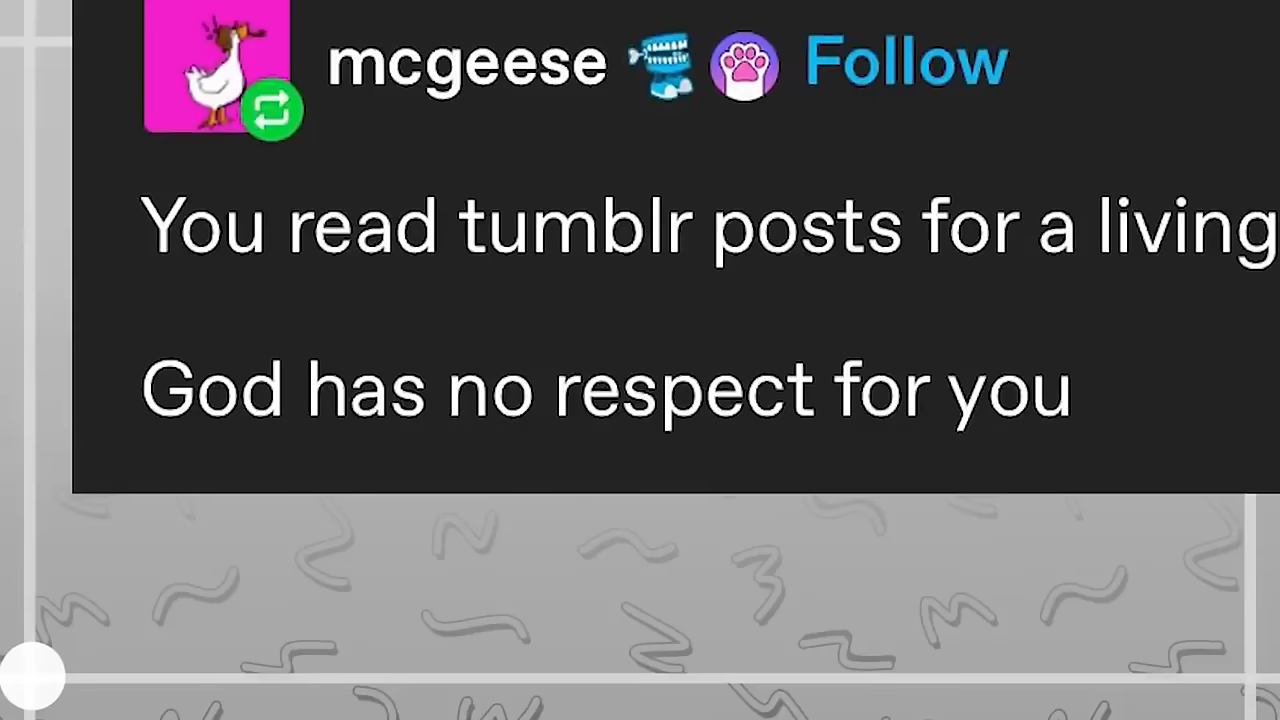 mcgeese Follow
You read tumblr posts for a living
God has no respect for you